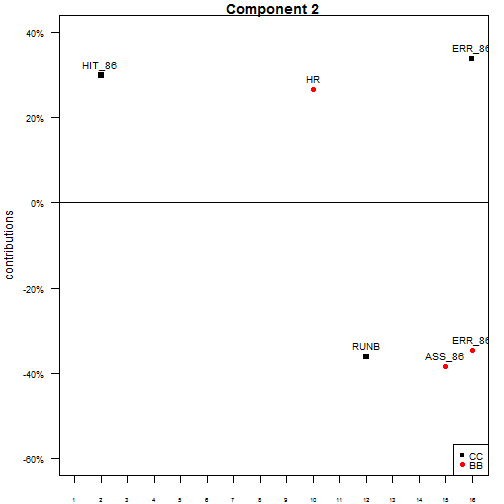 Component 2
40%
ERR_86
HIT_86
HR
20%
0%
contributions
-20%
RUNB
ERR_86
ASS_86
-40%
CC
BB
-60%
1 2 3 4 5 6 7 8 9 10 11 12 13 14 15 16